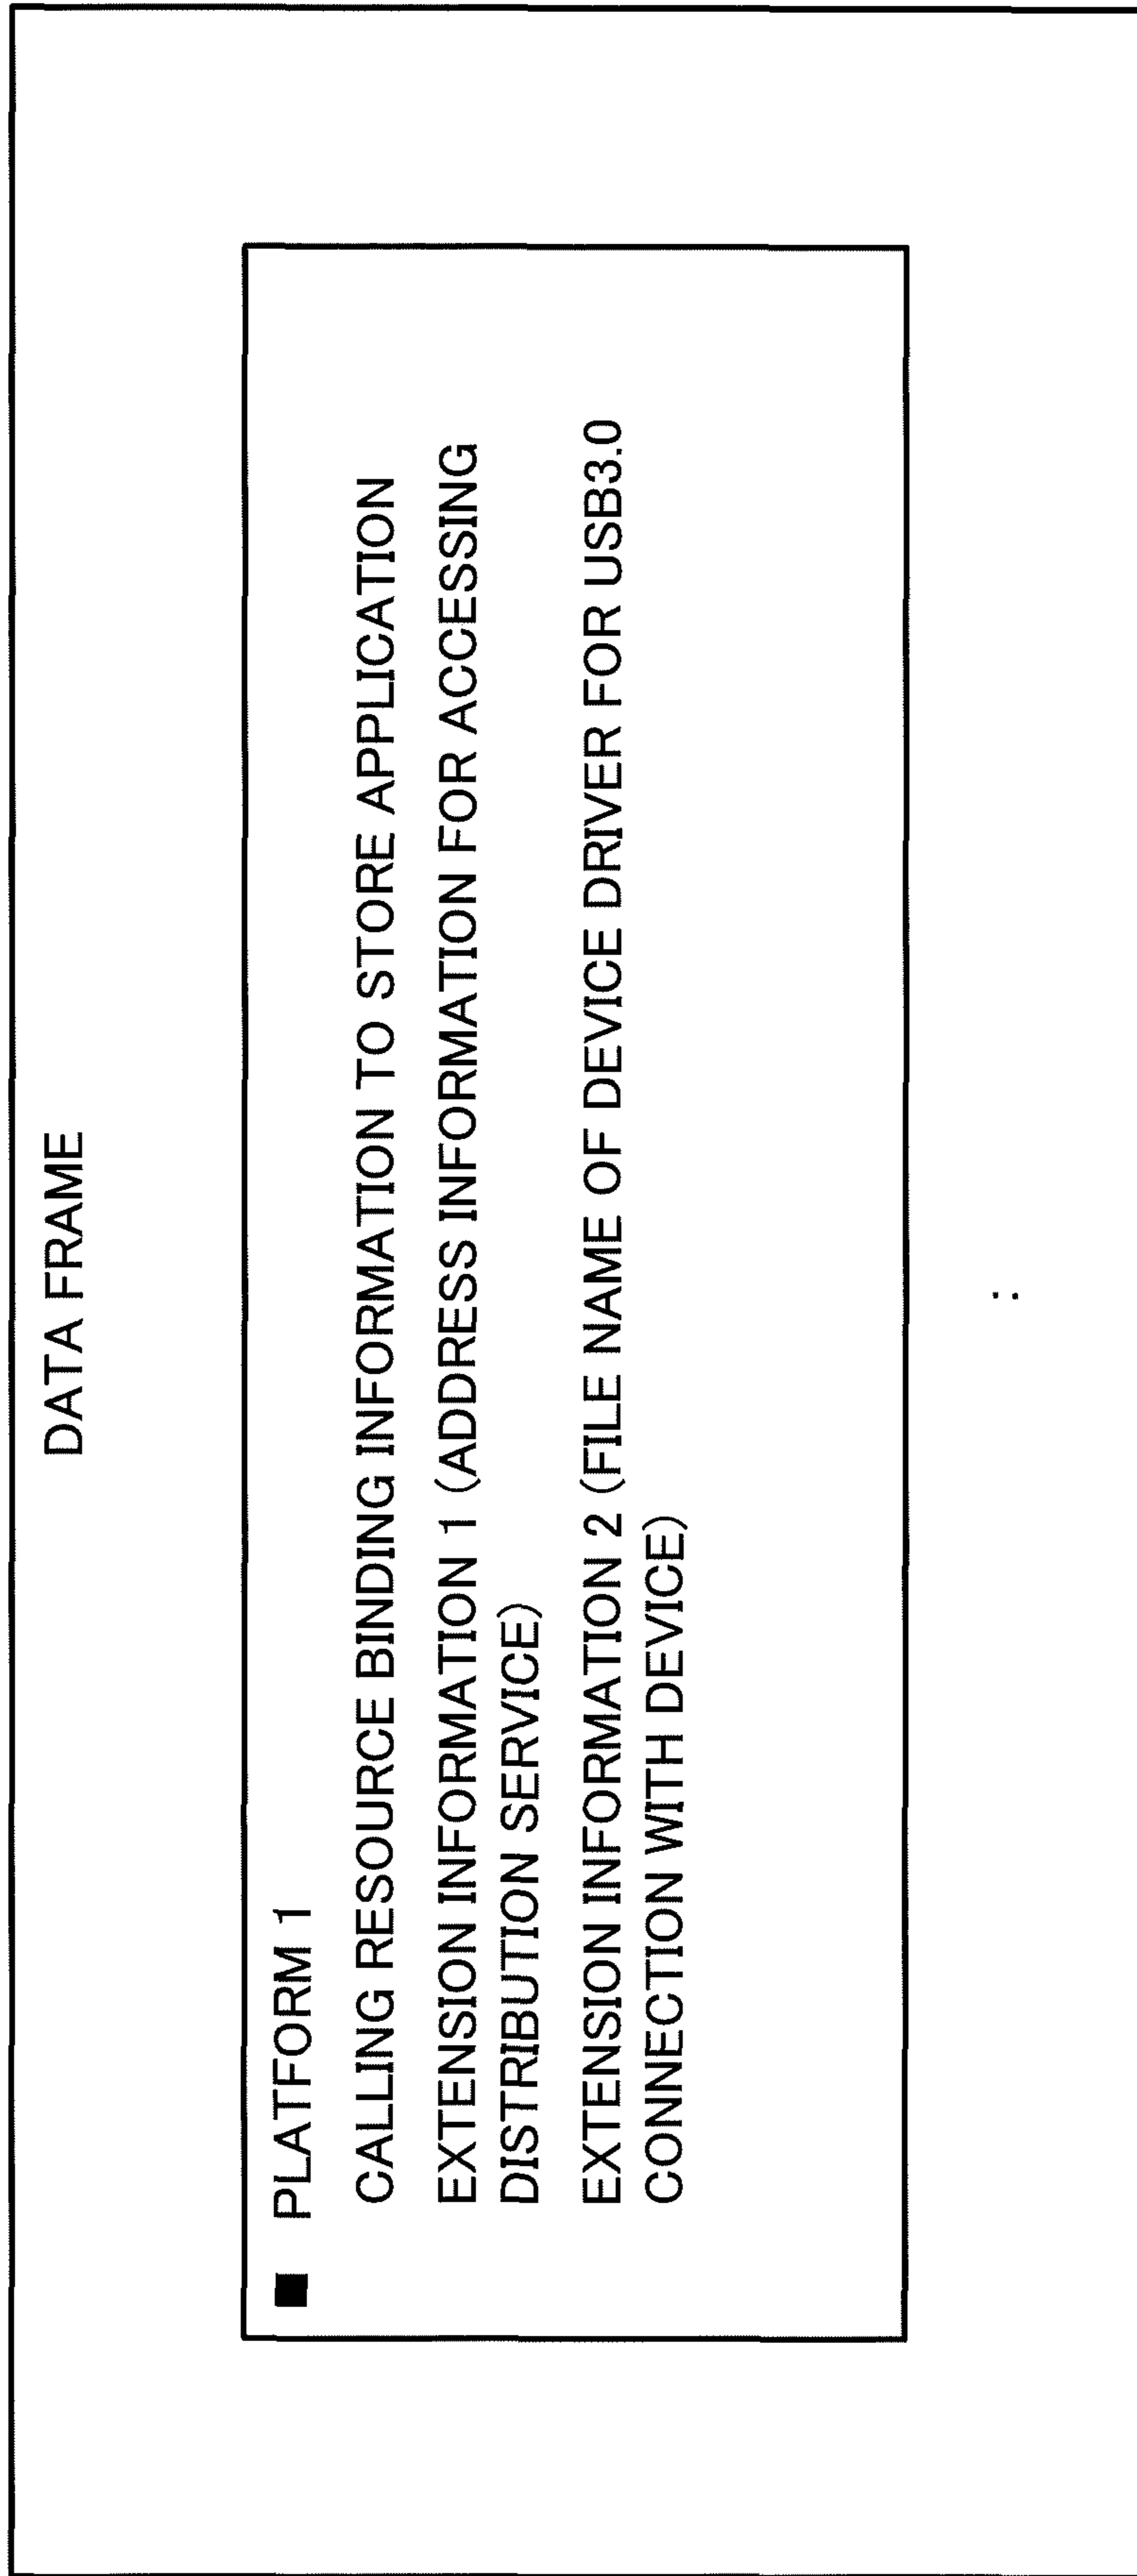 DATA FRAME
■ PLATFORM 1
CALLING RESOURCE BINDING INFORMATION TO STORE APPLICATION
EXTENSION INFORMATION 1 (ADDRESS INFORMATION FOR ACCESSING
DISTRIBUTION SERVICE)
EXTENSION INFORMATION 2 (FILE NAME OF DEVICE DRIVER FOR USB3.0
CONNECTION WITH DEVICE)
: